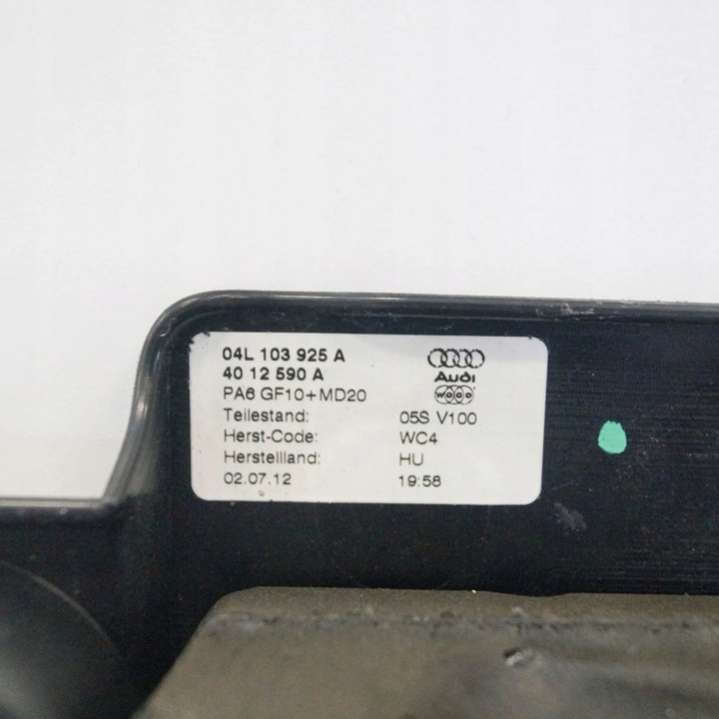 04L 103 925 A
40 12 590 A
Audi
PA6 GF10+MD20
Teilestand: 05S V100
Herst-Code: WC4
Herstellland: HU
02.07.12 19:58